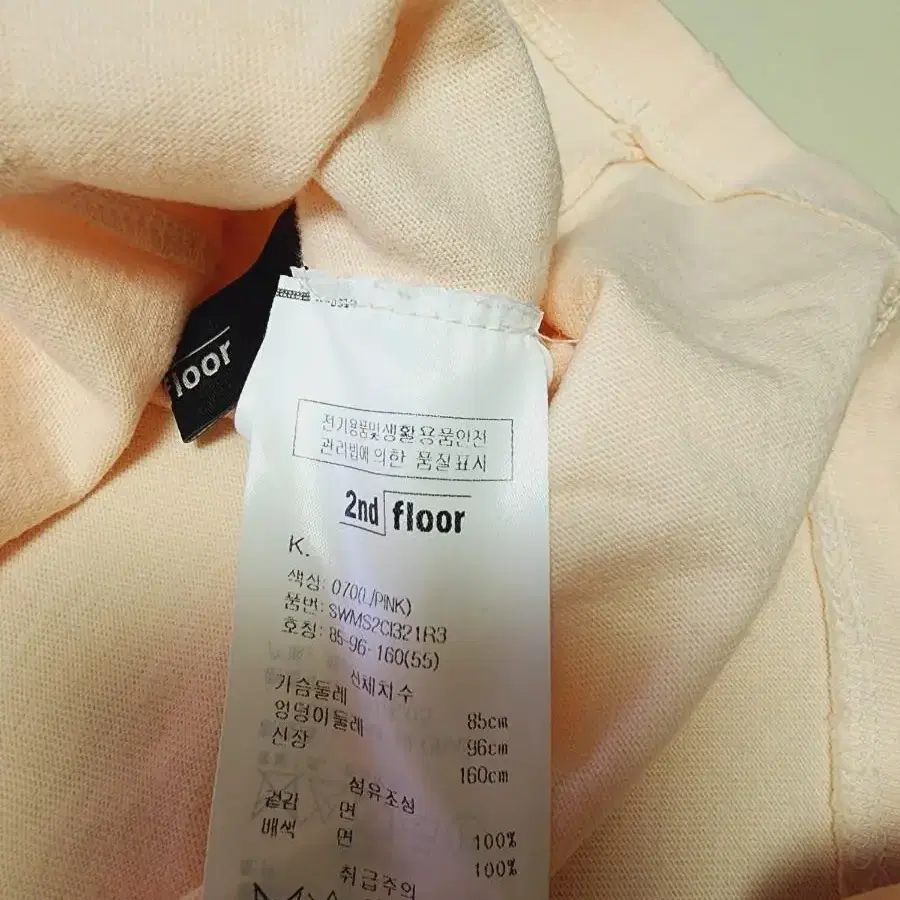 floor
전기용품및생활용품안전
관리법에 의한 품질표시
2nd floor
K.
색상: 070(L/PINK)
품번: SWMS2CI321R3
호칭: 85-96-160(55)
신체치수
가슴둘레 85cm
엉덩이둘레 96cm
신장 160cm
섬유조성
겉감 면 100%
배색 면 100%
취급주의